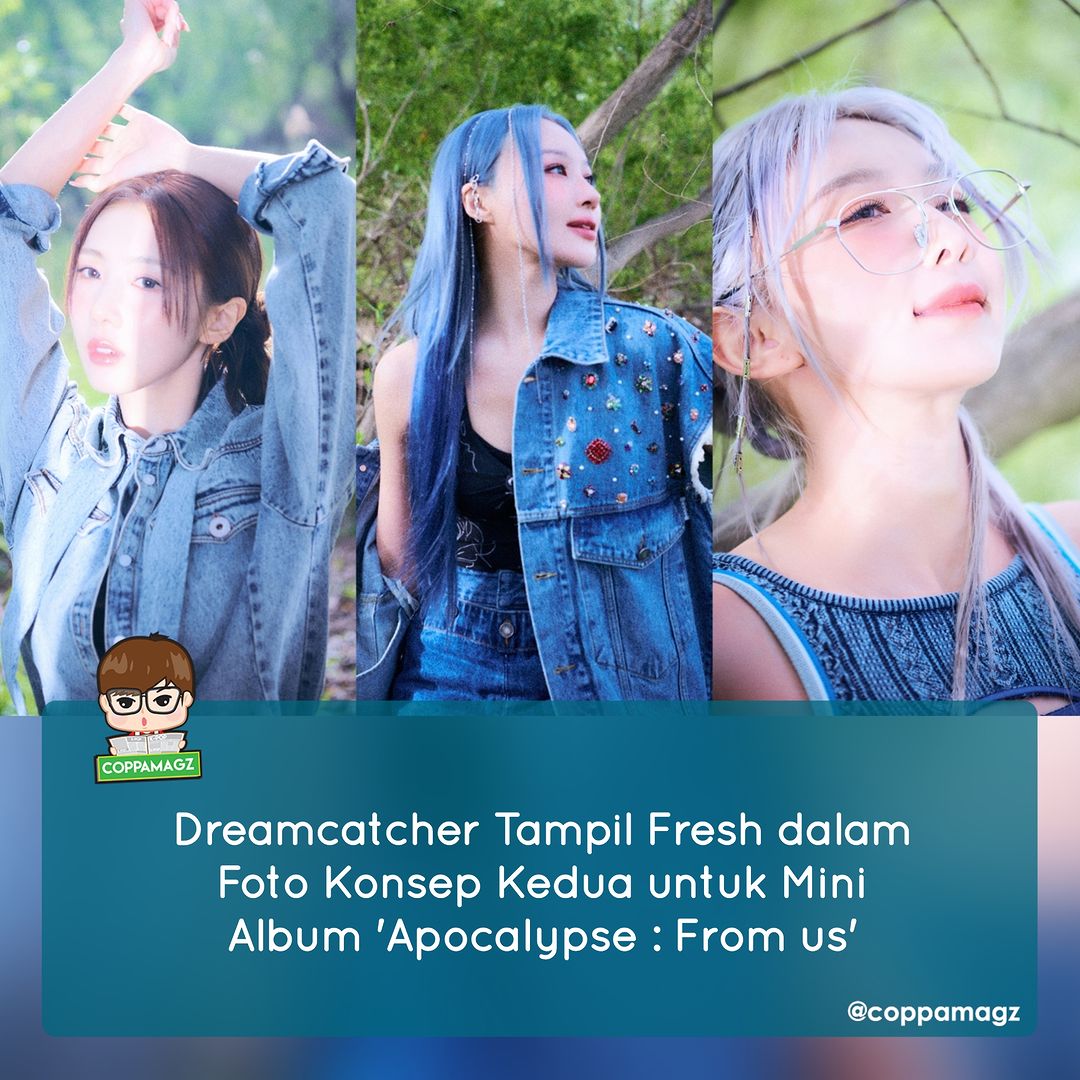 COPPAMAGZ
Dreamcatcher Tampil Fresh dalam
Foto Konsep Kedua untuk Mini
Album 'Apocalypse : From us'
@coppamagz